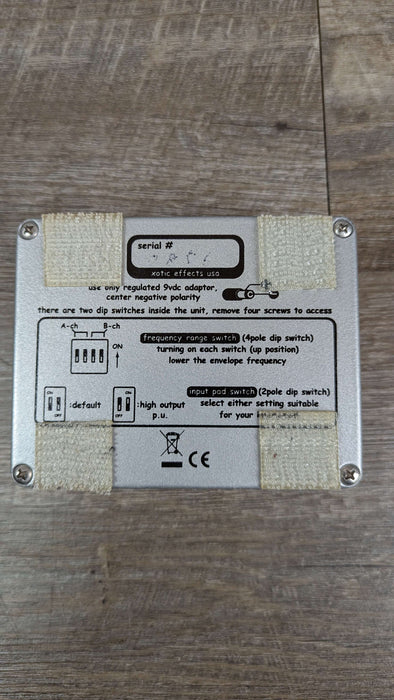 serial #
xotic effects usa
use only regulated 9vdc adaptor,
center negative polarity
there are two dip switches inside the unit, remove four screws to access
A-ch B-ch
ON
frequency range switch (4pole dip switch)
turning on each switch (up position)
lower the envelope frequency
input pad switch (2pole dip switch)
select either setting suitable
for your
ON
OFF
:default
ON
OFF
:high output
p.u.
CE